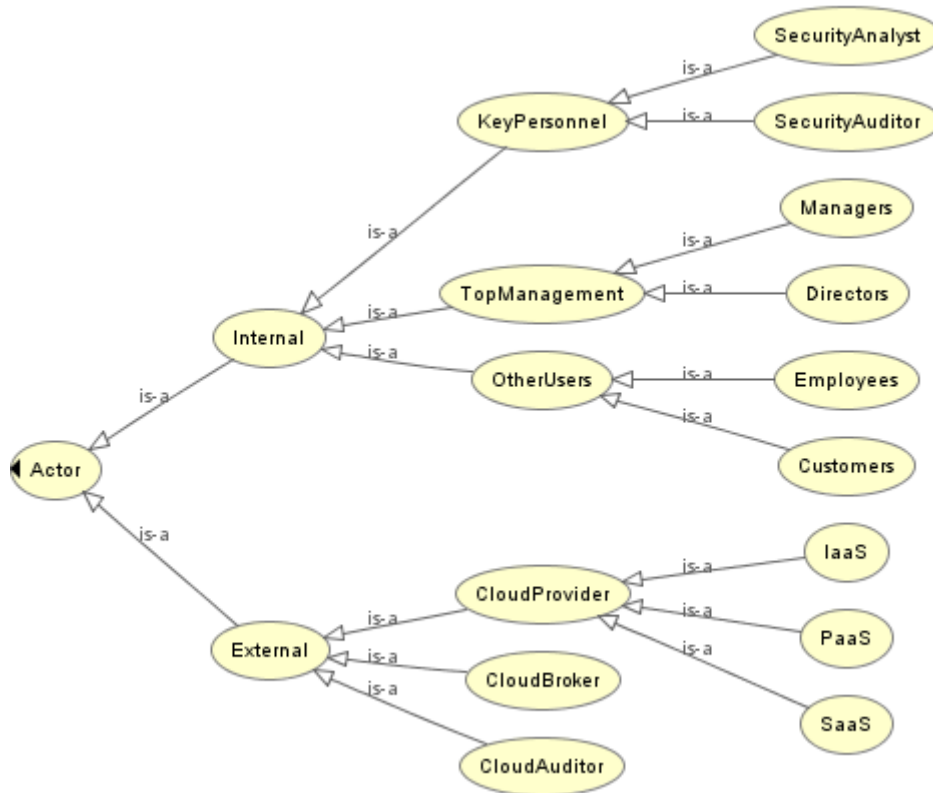 SecurityAnalyst
is-a
KeyPersonnel
is-a
SecurityAuditor
Managers
is-a
is-a
TopManagement
is-a
Directors
is-a
Internal
is-a
OtherUsers
is-a
Employees
is-a
is-a
Customers
Actor
is-a
IaaS
is-a
CloudProvider
is-a
is-a
PaaS
External
is-a
is-a
CloudBroker
is-a
SaaS
CloudAuditor